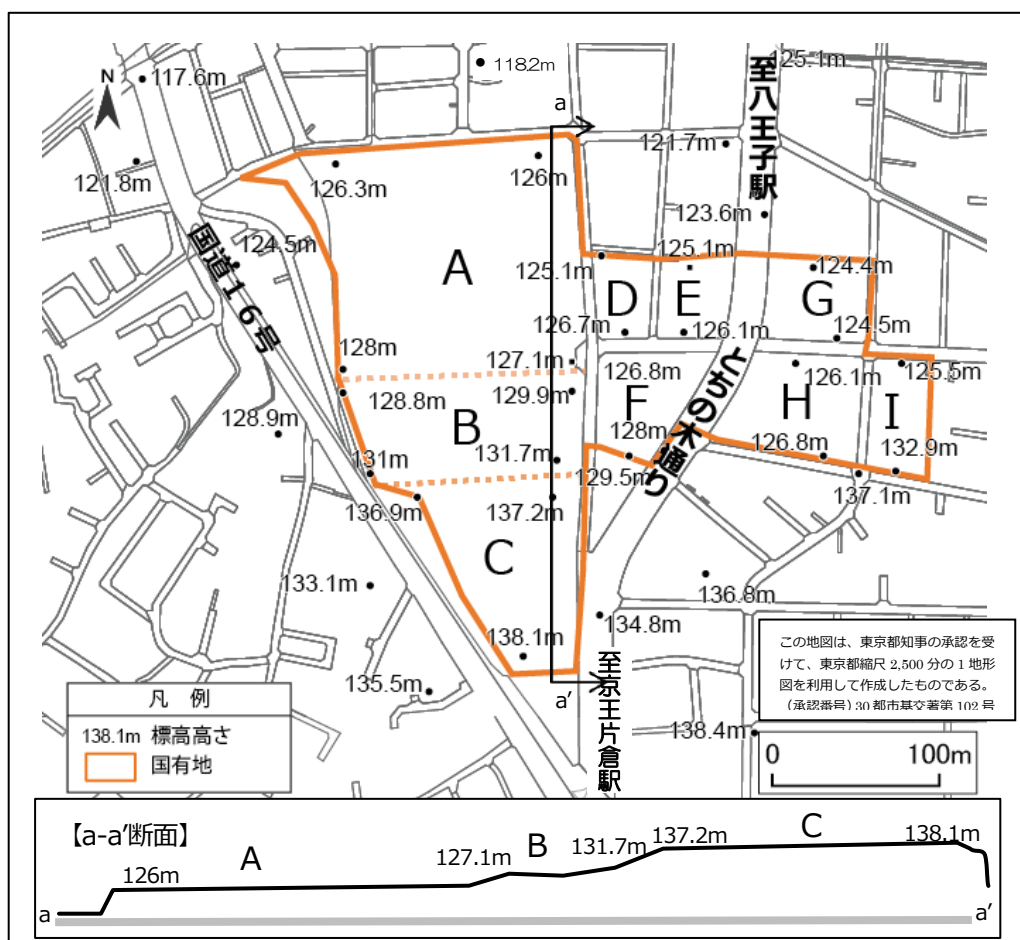 125.1m
118.2m
N
117.6m
a
至八王子駅
121.7m
121.8m
126.3m
126m
123.6m
124.5m
国道16号
125.1m
125.1m
124.4m
A
D
E
G
126.7m
126.1m
124.5m
127.1m
126.8m
126.1m
125.5m
128m
128.8m
129.9m
とちの木通り
F
H
I
B
128.9m
131m
131.7m
128m
129.5m
126.8m
132.9m
136.9m
137.2m
137.1m
C
133.1m
136.8m
134.8m
138.1m
135.5m
a’
至京王片倉駅
138.4m
この地図は、東京都知事の承認を受
けて、東京都縮尺 2,500 分の 1 地形
図を利用して作成したものである。
(承認番号) 30 都市基交著第 102 号
凡 例
138.1m 標高高さ
国有地
0 100m
【a-a’断面】
A
B
C
126m
127.1m
131.7m
137.2m
138.1m
a
a’